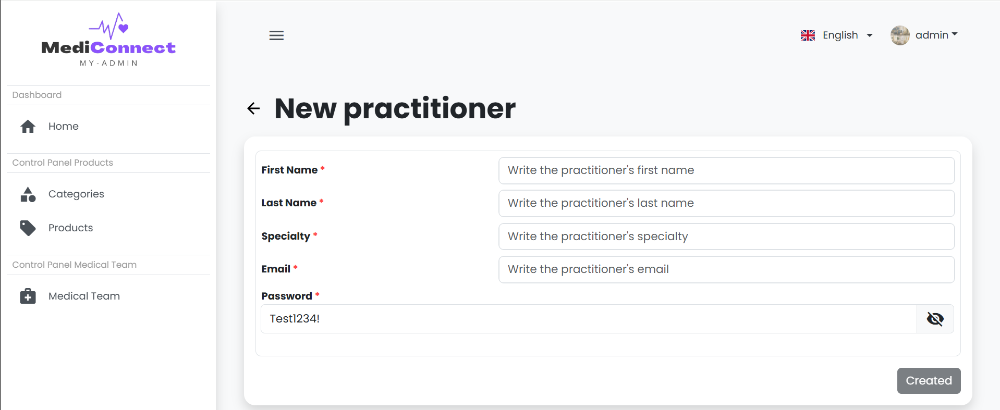 MediConnect
MY-ADMIN
English
admin
Dashboard
Home
Control Panel Products
Categories
Products
Control Panel Medical Team
Medical Team
New practitioner
First Name *
Write the practitioner's first name
Last Name *
Write the practitioner's last name
Specialty *
Write the practitioner's specialty
Email *
Write the practitioner's email
Password *
Test1234!
Created